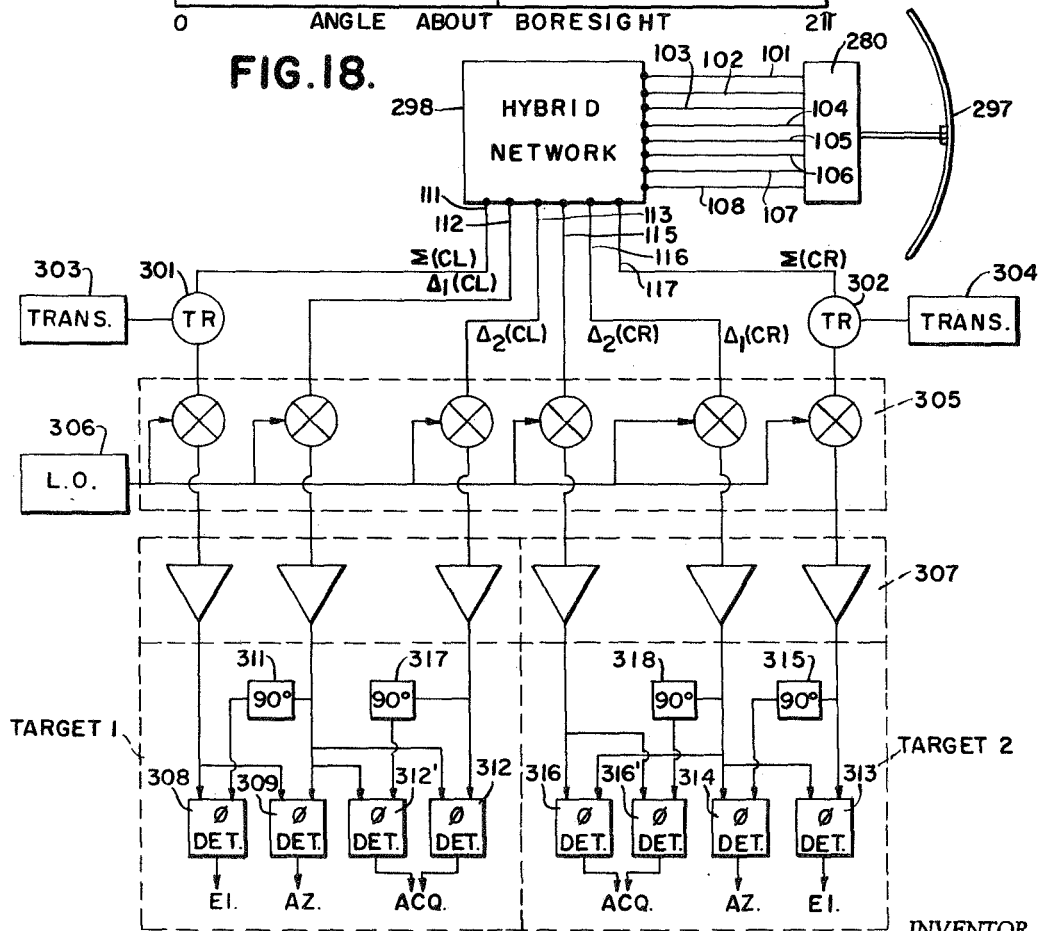 0 ANGLE ABOUT BORESIGHT 2π
FIG.18.
280
103 102 101
298
HYBRID
NETWORK
104
105
106
297
108 107
111
112
113
115
116
117
Σ(CL)
Δ1(CL)
Σ(CR)
303 301
302 304
TRANS. TR
TR TRANS.
Δ2(CL) Δ2(CR) Δ1(CR)
305
306
L.O.
307
311 317 318 315
90° 90° 90° 90°
TARGET 1
TARGET 2
308 309 312' 312 316 316' 314 313
Ø Ø Ø Ø Ø Ø Ø Ø
DET. DET. DET. DET. DET. DET. DET. DET.
El. AZ. ACQ. ACQ. AZ. El.
INVENTOR